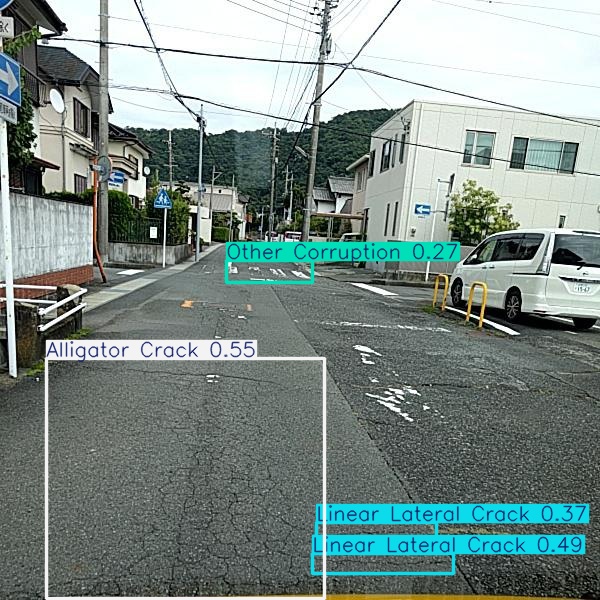 Other Corruption 0.27
Alligator Crack 0.55
Linear Lateral Crack 0.37
Linear Lateral Crack 0.49